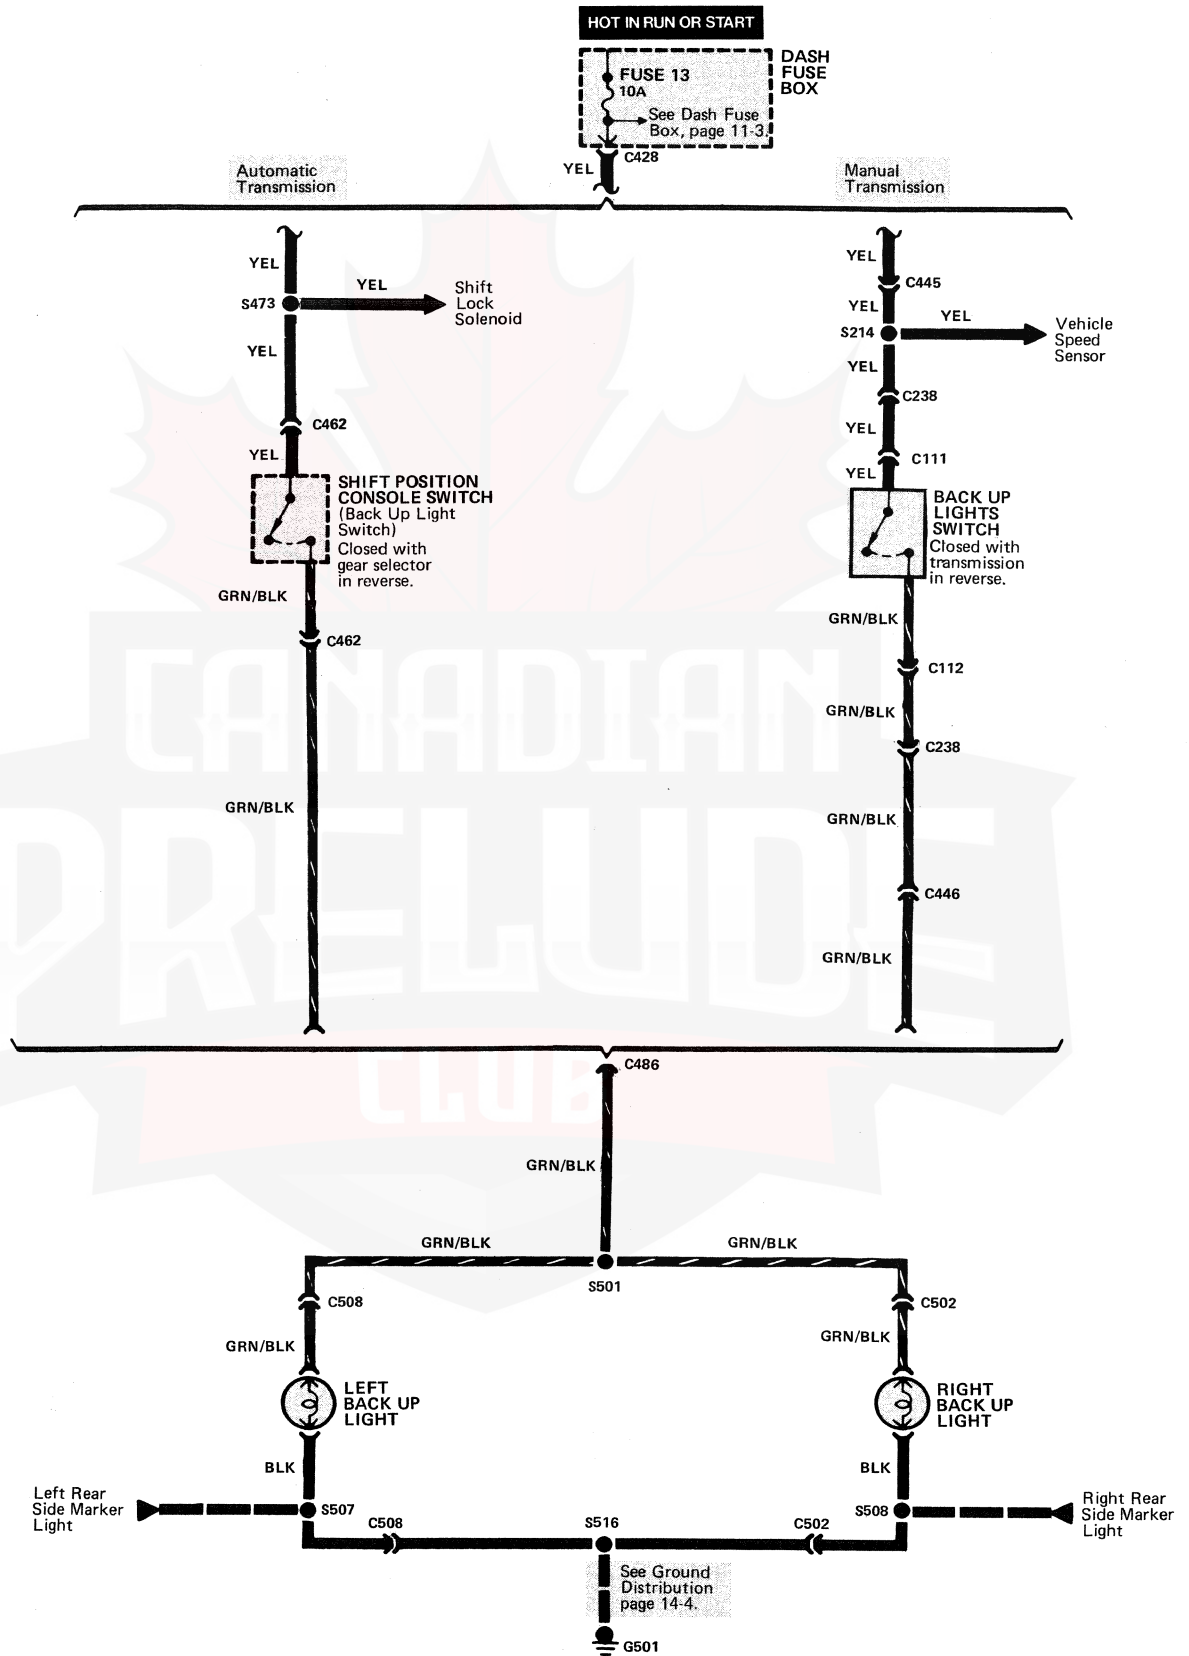 HOT IN RUN OR START
DASH
FUSE
BOX
FUSE 13
10A
See Dash Fuse
Box, page 11-3.
C428
YEL
Automatic
Transmission
Manual
Transmission
YEL
S473
YEL
Shift
Lock
Solenoid
YEL
C462
YEL
SHIFT POSITION
CONSOLE SWITCH
(Back Up Light
Switch)
Closed with
gear selector
in reverse.
GRN/BLK
C462
GRN/BLK
YEL
C445
YEL
S214
YEL
Vehicle
Speed
Sensor
YEL
C238
YEL
C111
YEL
BACK UP
LIGHTS
SWITCH
Closed with
transmission
in reverse.
GRN/BLK
C112
GRN/BLK
C238
GRN/BLK
C446
GRN/BLK
CANADIAN
PRELUDE
CLUB
C486
GRN/BLK
GRN/BLK
GRN/BLK
S501
C508
C502
GRN/BLK
GRN/BLK
LEFT
BACK UP
LIGHT
RIGHT
BACK UP
LIGHT
BLK
BLK
Left Rear
Side Marker
Light
S507
S508
Right Rear
Side Marker
Light
C508
S516
C502
See Ground
Distribution
page 14-4.
G501